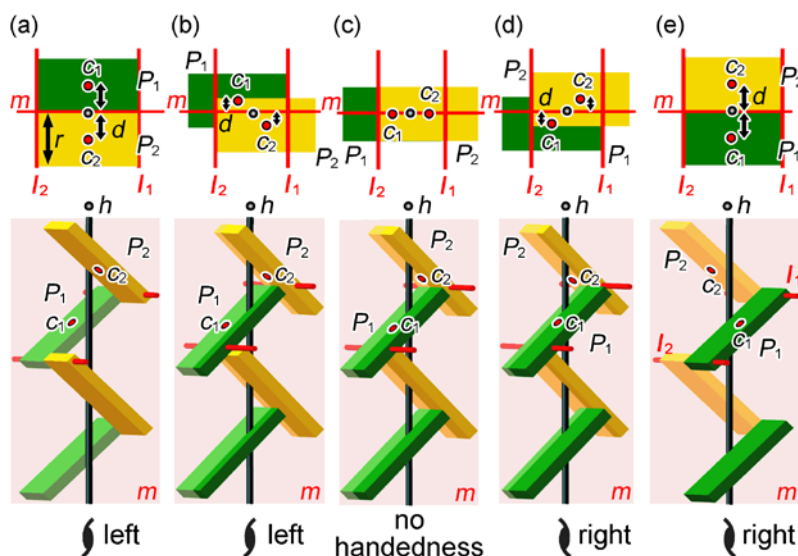 (a) (b) (c) (d) (e)
c1 P1 m r d c2 P2 l2 l1
P1 c1 d c2 P2 l2 l1
c2 c1 P2 l2 l1
P2 c2 d c1 P1 l2 l1
c2 P2 d c1 P1 l2 l1
m m m m
h h h h h
P2 c2 P1 c1
P2 c2 P1 c1
P2 c2 P1 c1
P2 c2 c1 P1
P2 c2 l1 c1 P1 l2
m m m m m
left left no handedness right right